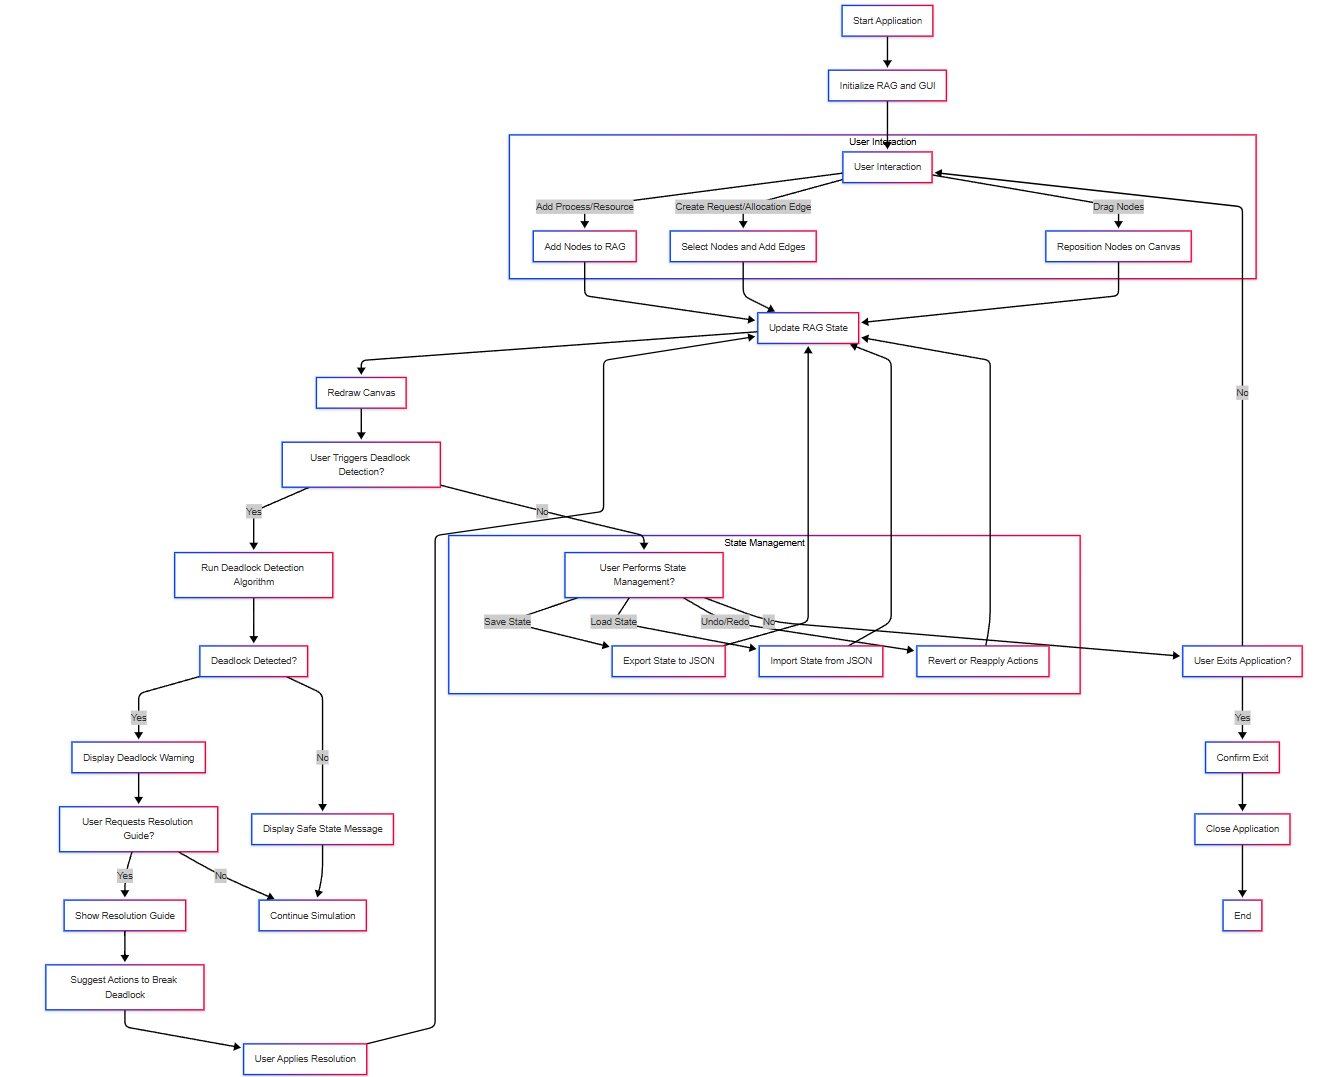 Start Application
Initialize RAG and GUI
User Interaction
User Interaction
Add Process/Resource
Create Request/Allocation Edge
Drag Nodes
Add Nodes to RAG
Select Nodes and Add Edges
Reposition Nodes on Canvas
Update RAG State
Redraw Canvas
No
User Triggers Deadlock
Detection?
Yes
No
State Management
Run Deadlock Detection
Algorithm
User Performs State
Management?
Save State
Load State
Undo/Redo
No
Deadlock Detected?
Export State to JSON
Import State from JSON
Revert or Reapply Actions
User Exits Application?
Yes
Yes
Display Deadlock Warning
No
Confirm Exit
User Requests Resolution
Guide?
Display Safe State Message
Close Application
Yes
No
Show Resolution Guide
Continue Simulation
End
Suggest Actions to Break
Deadlock
User Applies Resolution